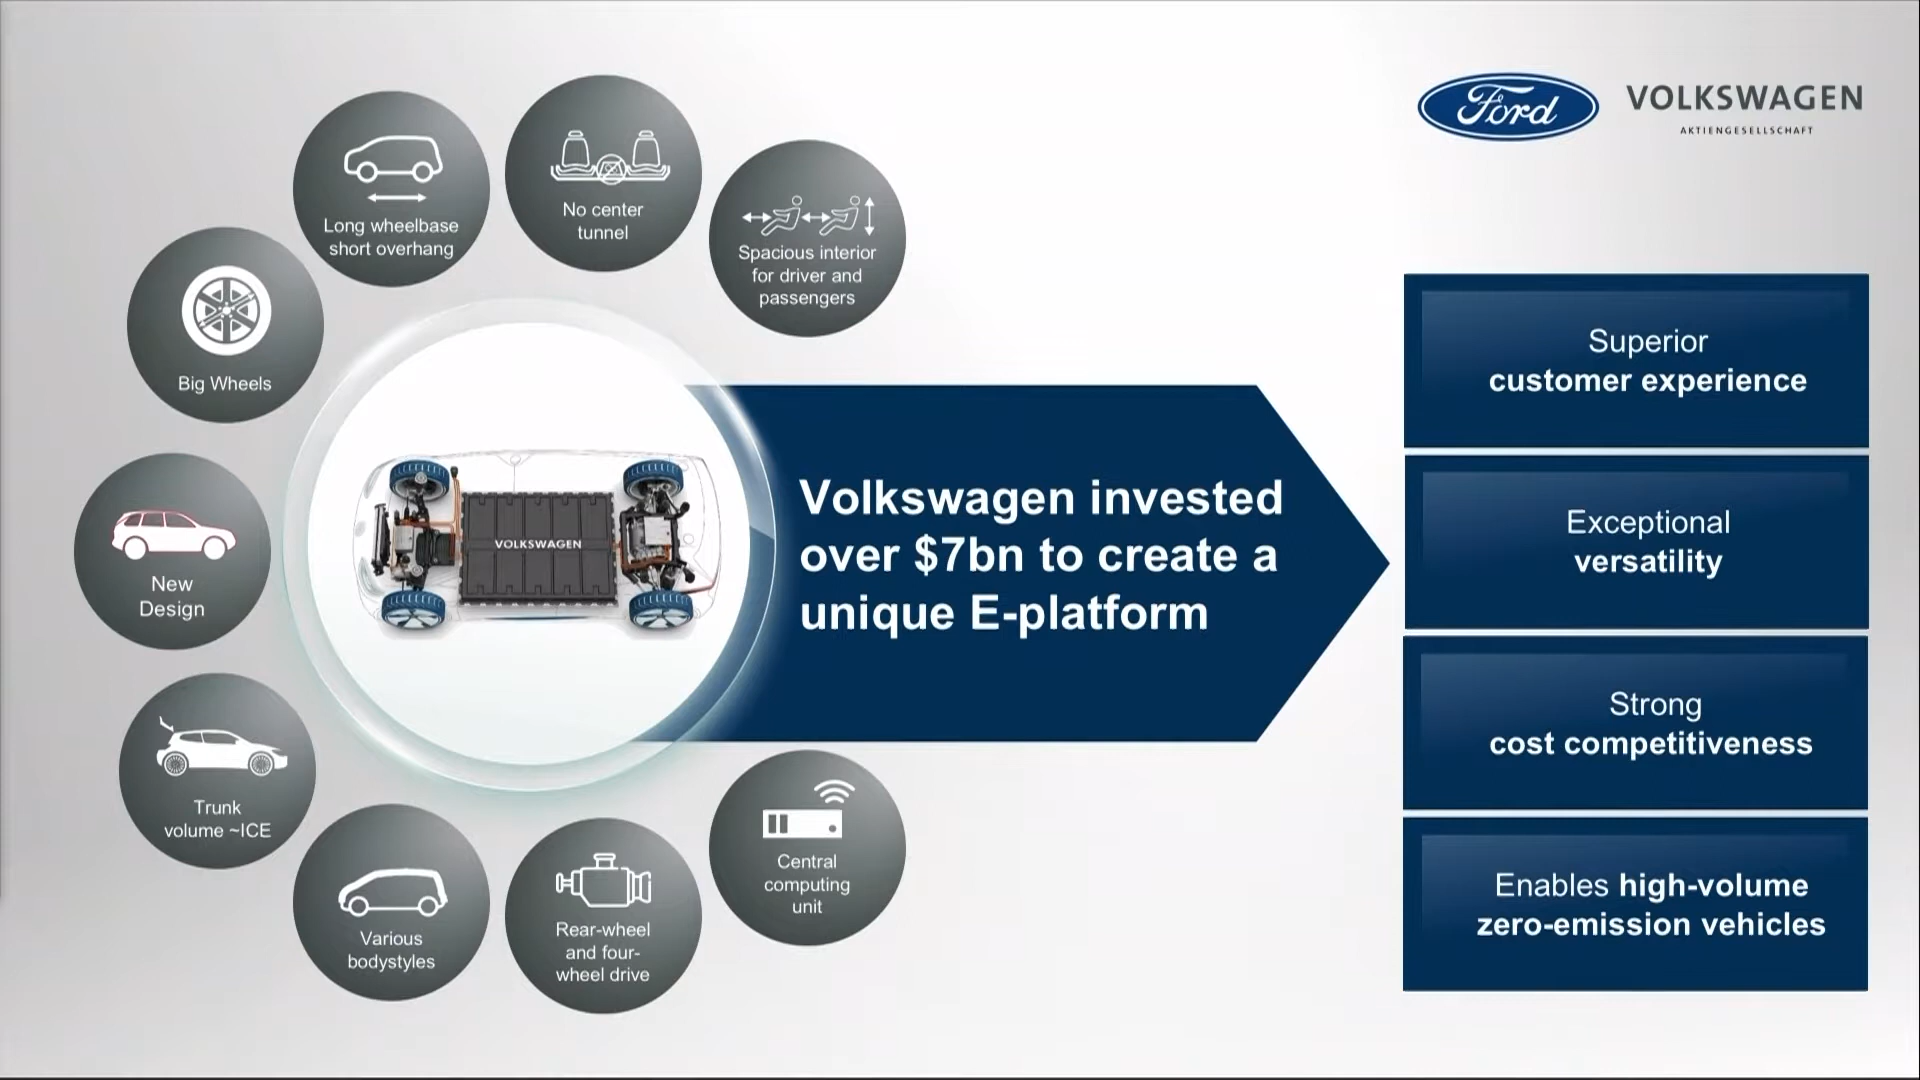 Ford
VOLKSWAGEN
AKTIENGESELLSCHAFT
Long wheelbase
short overhang
No center
tunnel
Spacious interior
for driver and
passengers
Big Wheels
New
Design
Trunk
volume ~ICE
Various
bodystyles
Rear-wheel
and four-
wheel drive
Central
computing
unit
VOLKSWAGEN
Volkswagen invested
over $7bn to create a
unique E-platform
Superior
customer experience
Exceptional
versatility
Strong
cost competitiveness
Enables high-volume
zero-emission vehicles